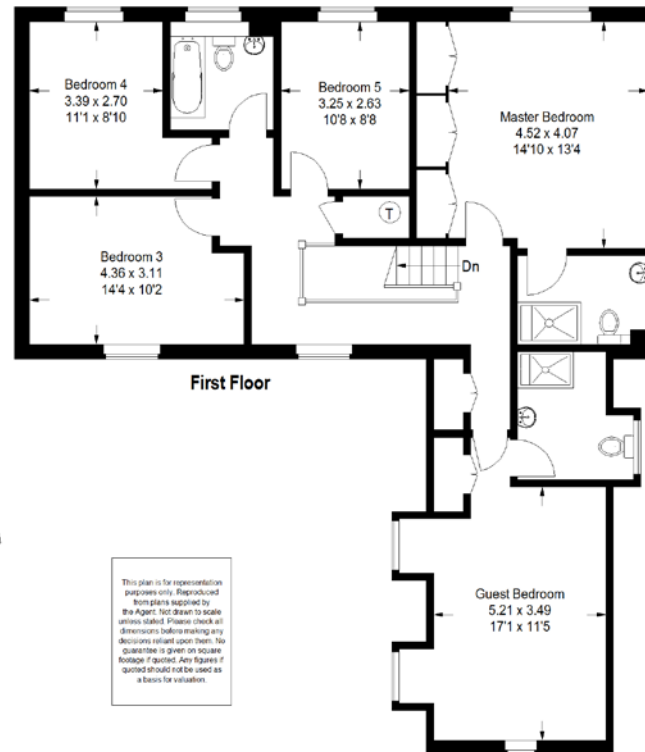 Bedroom 4
3.39 x 2.70
11'1 x 8'10
Bedroom 5
3.25 x 2.63
10'8 x 8'8
Master Bedroom
4.52 x 4.07
14'10 x 13'4
T
Bedroom 3
4.36 x 3.11
14'4 x 10'2
Dn
First Floor
This plan is for representation
purposes only. Reproduced
from plans supplied by
the Agent. Not drawn to scale
unless stated. Please check all
dimensions before making any
decisions reliant upon them. No
guarantee is given on square
footage if quoted. Any figures if
quoted should not be used as
a basis for valuation.
Guest Bedroom
5.21 x 3.49
17'1 x 11'5